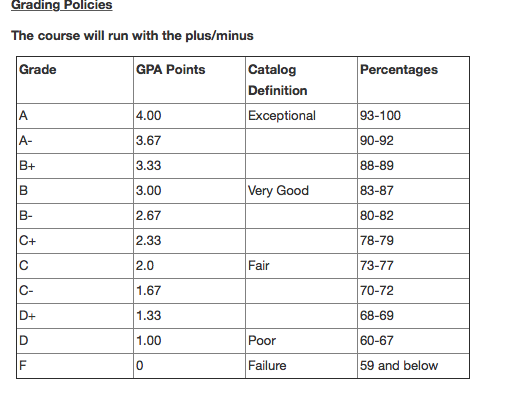 Grading Policies
The course will run with the plus/minus
Grade GPA Points Catalog Definition Percentages
A 4.00 Exceptional 93-100
A- 3.67 90-92
B+ 3.33 88-89
B 3.00 Very Good 83-87
B- 2.67 80-82
C+ 2.33 78-79
C 2.0 Fair 73-77
C- 1.67 70-72
D+ 1.33 68-69
D 1.00 Poor 60-67
F 0 Failure 59 and below